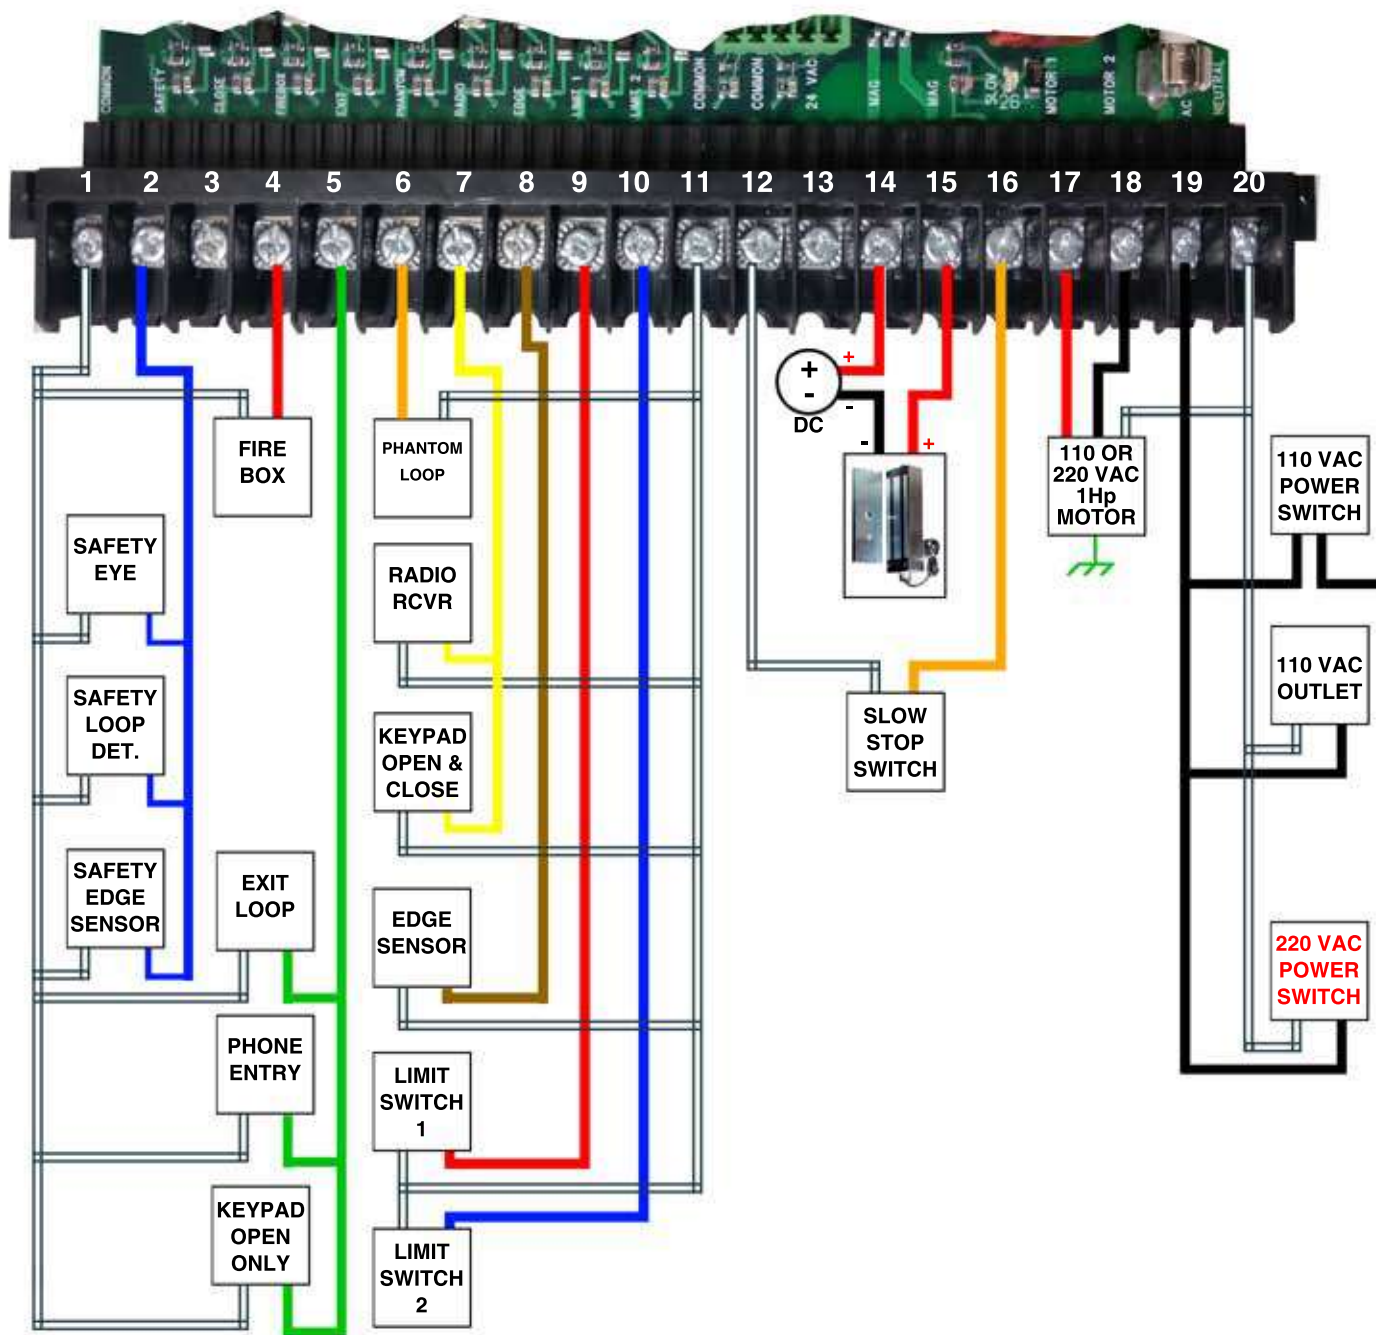 COMMON
SAFETY
CLOSE
FIREBOX
EXIT
PHANTOM
RADIO
EDGE
LIMIT 1
LIMIT 2
COMMON
COMMON
24 VAC
MAG
MAG
SLOW
MOTOR 1
MOTOR 2
AC
NEUTRAL
1 2 3 4 5 6 7 8 9 10 11 12 13 14 15 16 17 18 19 20
+
-
+
-
DC
-
+
FIRE
BOX
PHANTOM
LOOP
110 OR
220 VAC
1Hp
MOTOR
110 VAC
POWER
SWITCH
SAFETY
EYE
RADIO
RCVR
110 VAC
OUTLET
SAFETY
LOOP
DET.
KEYPAD
OPEN &
CLOSE
SLOW
STOP
SWITCH
SAFETY
EDGE
SENSOR
EXIT
LOOP
EDGE
SENSOR
220 VAC
POWER
SWITCH
PHONE
ENTRY
LIMIT
SWITCH
1
KEYPAD
OPEN
ONLY
LIMIT
SWITCH
2